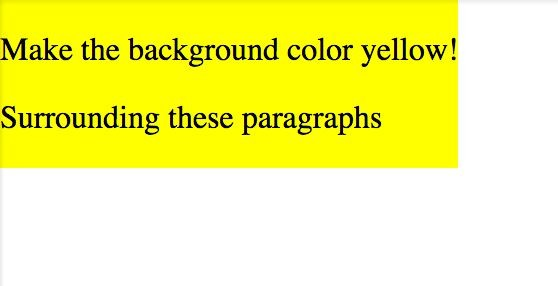 Make the background color yellow!
Surrounding these paragraphs